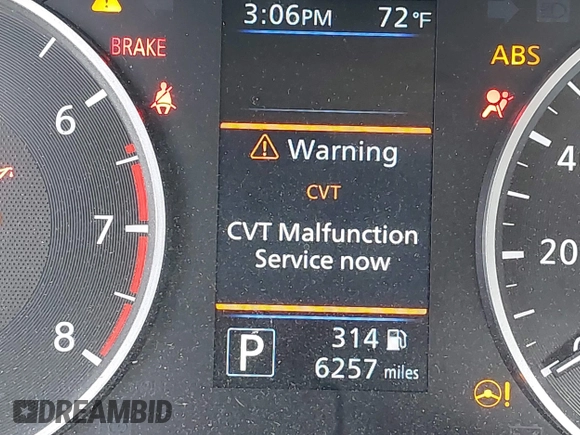 3:06PM 72°F
BRAKE
ABS
6
Warning
4
CVT
7
CVT Malfunction
20
Service now
8
P
314
6257 miles
!
DREAMBID